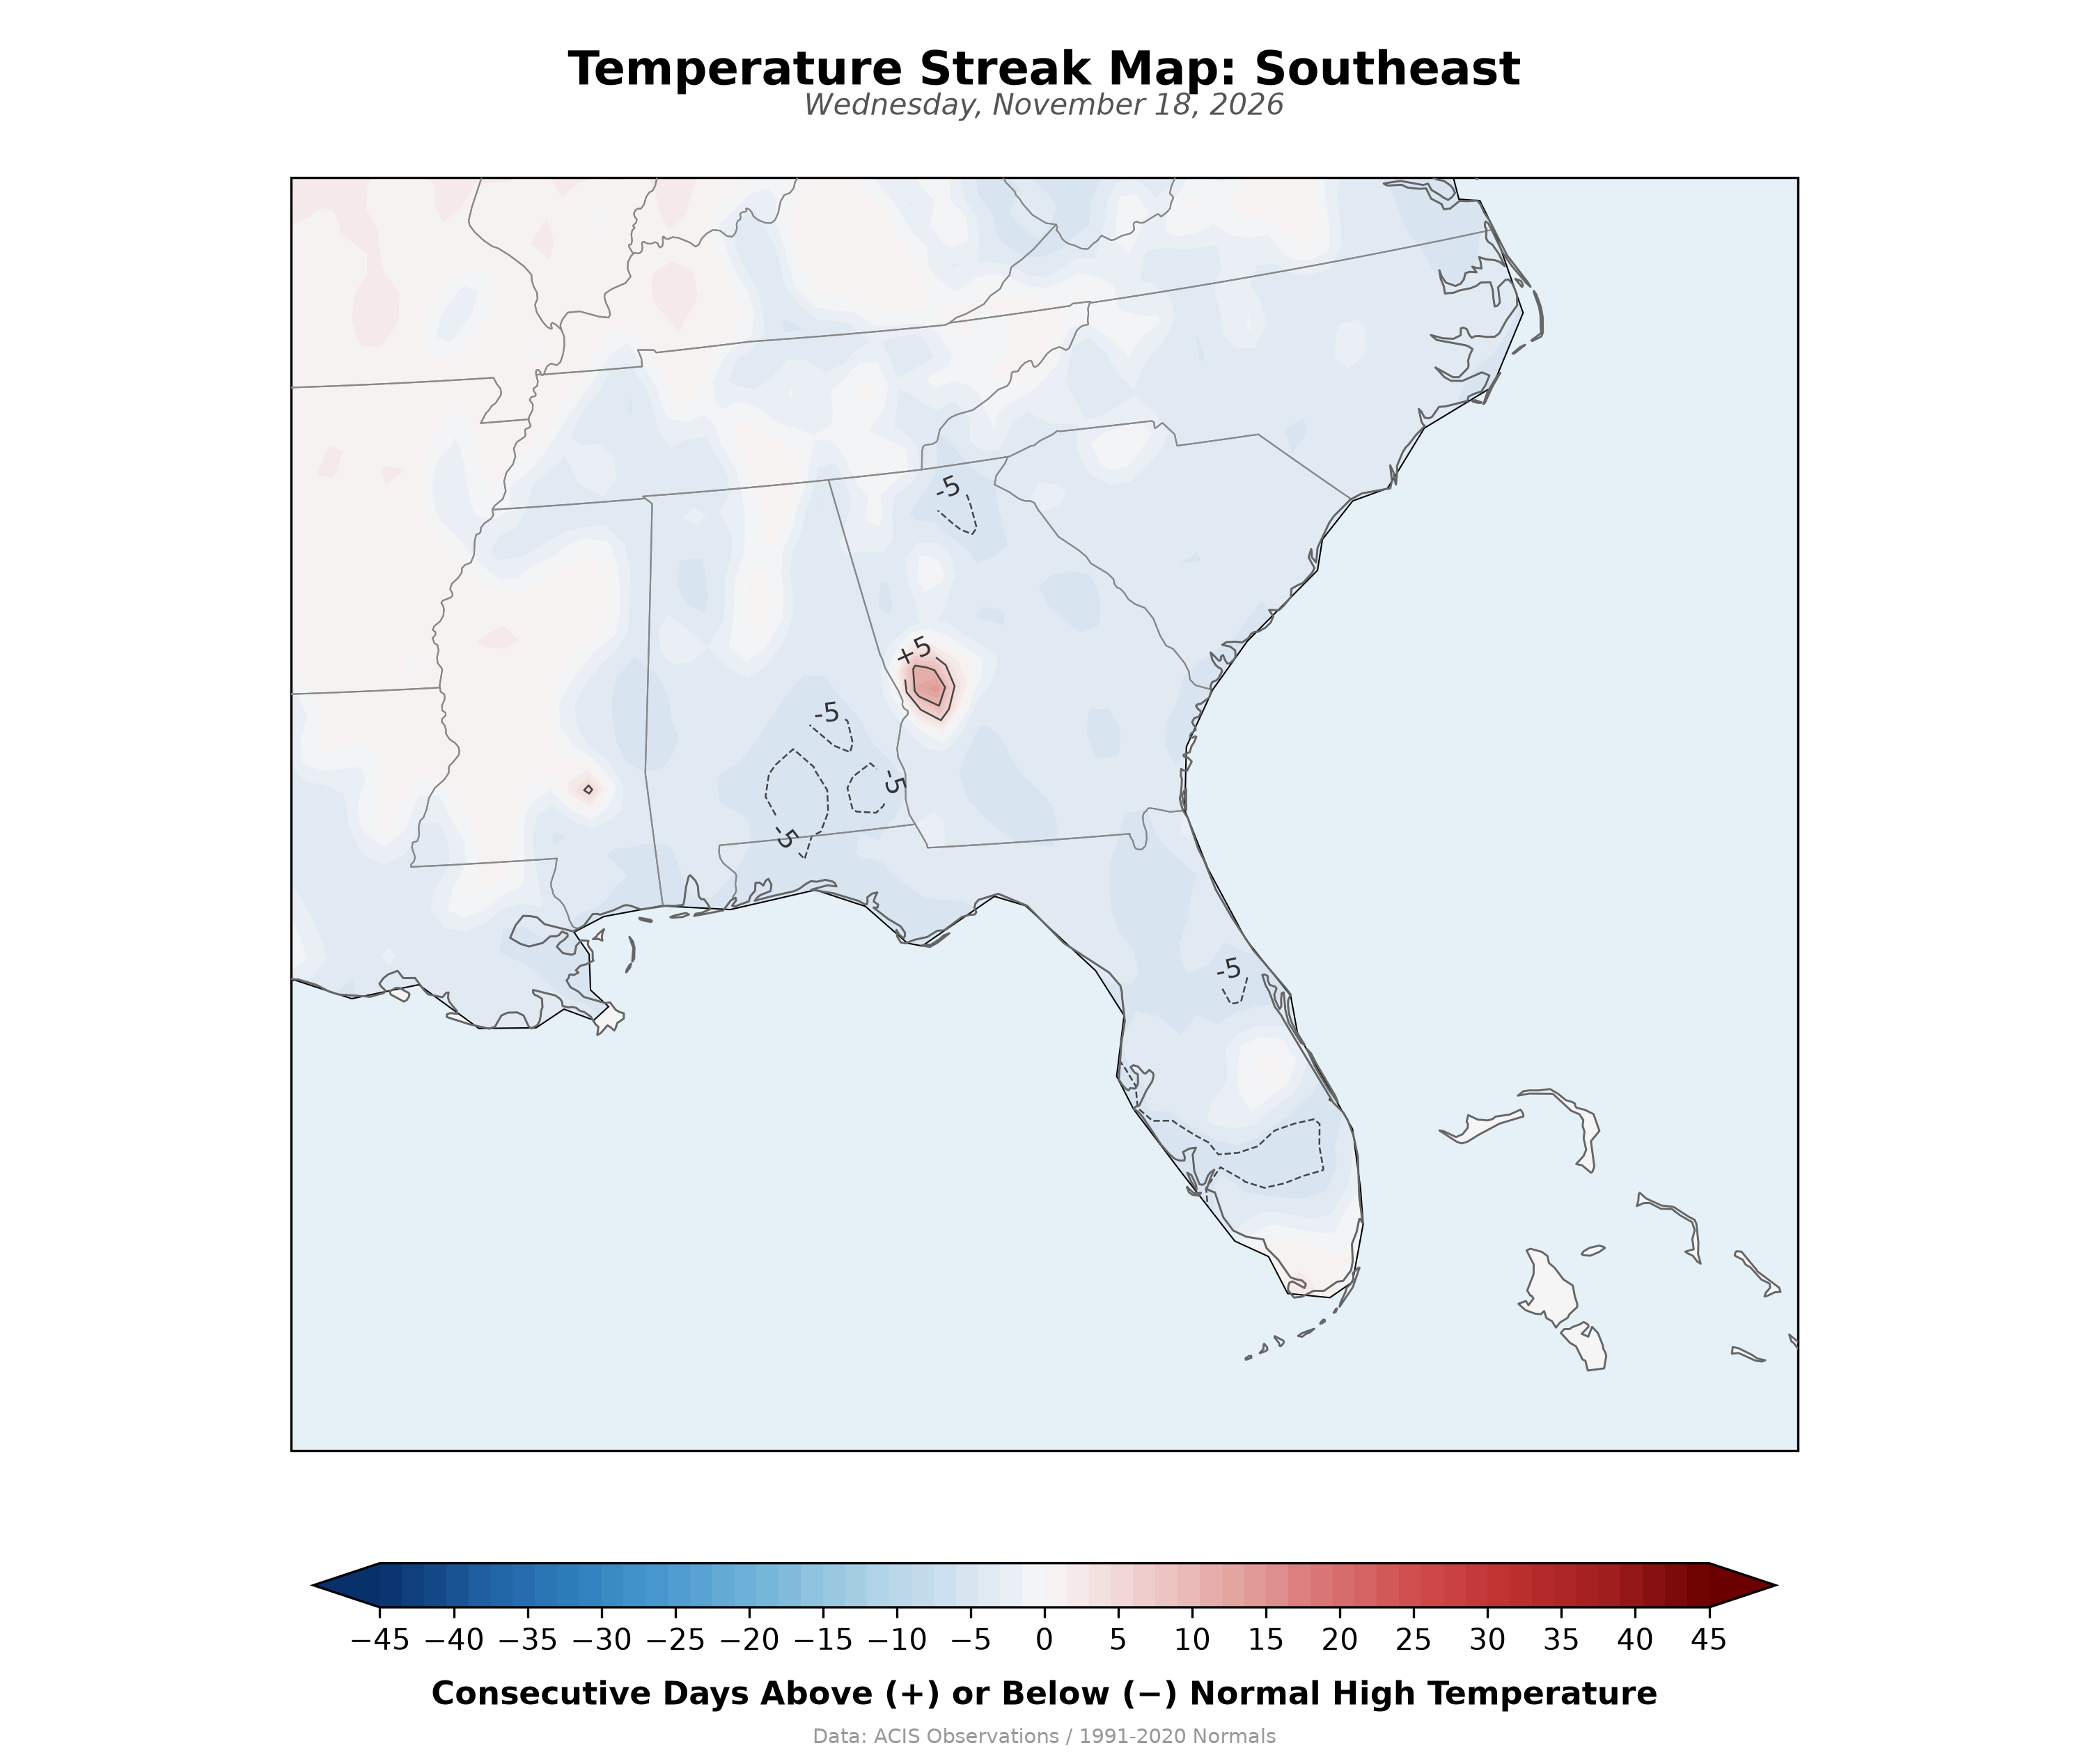 Temperature Streak Map: Southeast
Wednesday, November 18, 2026
-5
+5
-5
-5
-5
-5
−45 −40 −35 −30 −25 −20 −15 −10 −5 0 5 10 15 20 25 30 35 40 45
Consecutive Days Above (+) or Below (−) Normal High Temperature
Data: ACIS Observations / 1991-2020 Normals